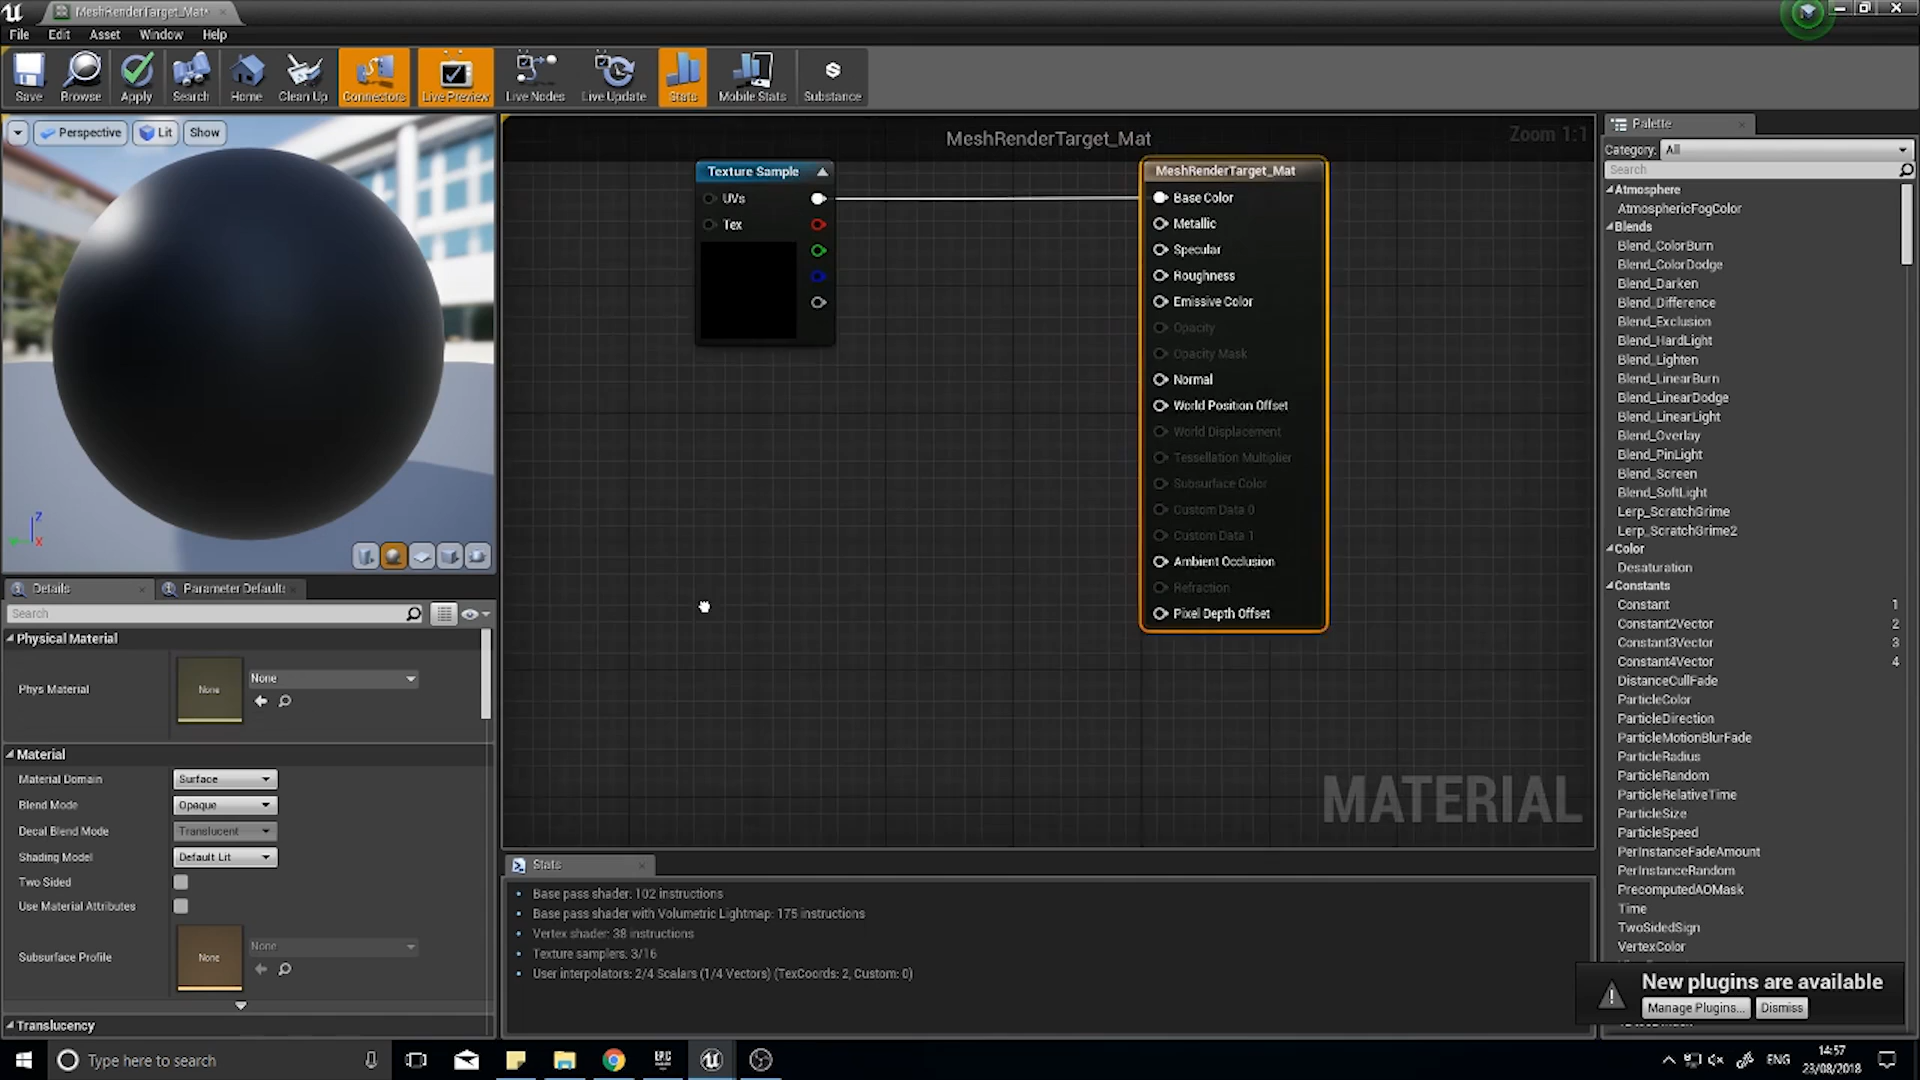 MeshRenderTarget_Mat*
File Edit Asset Window Help
Save Browse Apply Search Home Clean Up Connectors Live Preview Live Nodes Live Update Stats Mobile Stats Substance
Perspective Lit Show
Z
X
MeshRenderTarget_Mat
Zoom 1:1
Texture Sample
UVs
Tex
MeshRenderTarget_Mat
Base Color
Metallic
Specular
Roughness
Emissive Color
Opacity
Opacity Mask
Normal
World Position Offset
World Displacement
Tessellation Multiplier
Subsurface Color
Custom Data 0
Custom Data 1
Ambient Occlusion
Refraction
Pixel Depth Offset
MATERIAL
Details Parameter Defaults
Search
Physical Material
Phys Material None None
Material
Material Domain Surface
Blend Mode Opaque
Decal Blend Mode Translucent
Shading Model Default Lit
Two Sided
Use Material Attributes
Subsurface Profile None None
Translucency
Stats
Base pass shader: 102 instructions
Base pass shader with Volumetric Lightmap: 175 instructions
Vertex shader: 38 instructions
Texture samplers: 3/16
User interpolators: 2/4 Scalars (1/4 Vectors) (TexCoords: 2, Custom: 0)
Palette
Category: All
Search
Atmosphere
AtmosphericFogColor
Blends
Blend_ColorBurn
Blend_ColorDodge
Blend_Darken
Blend_Difference
Blend_Exclusion
Blend_HardLight
Blend_Lighten
Blend_LinearBurn
Blend_LinearDodge
Blend_LinearLight
Blend_Overlay
Blend_PinLight
Blend_Screen
Blend_SoftLight
Lerp_ScratchGrime
Lerp_ScratchGrime2
Color
Desaturation
Constants
Constant 1
Constant2Vector 2
Constant3Vector 3
Constant4Vector 4
DistanceCullFade
ParticleColor
ParticleDirection
ParticleMotionBlurFade
ParticleRadius
ParticleRandom
ParticleRelativeTime
ParticleSize
ParticleSpeed
PerInstanceFadeAmount
PerInstanceRandom
PrecomputedAOMask
Time
TwoSidedSign
VertexColor
New plugins are available
Manage Plugins... Dismiss
Type here to search
EPIC
ENG
14:57
23/08/2018